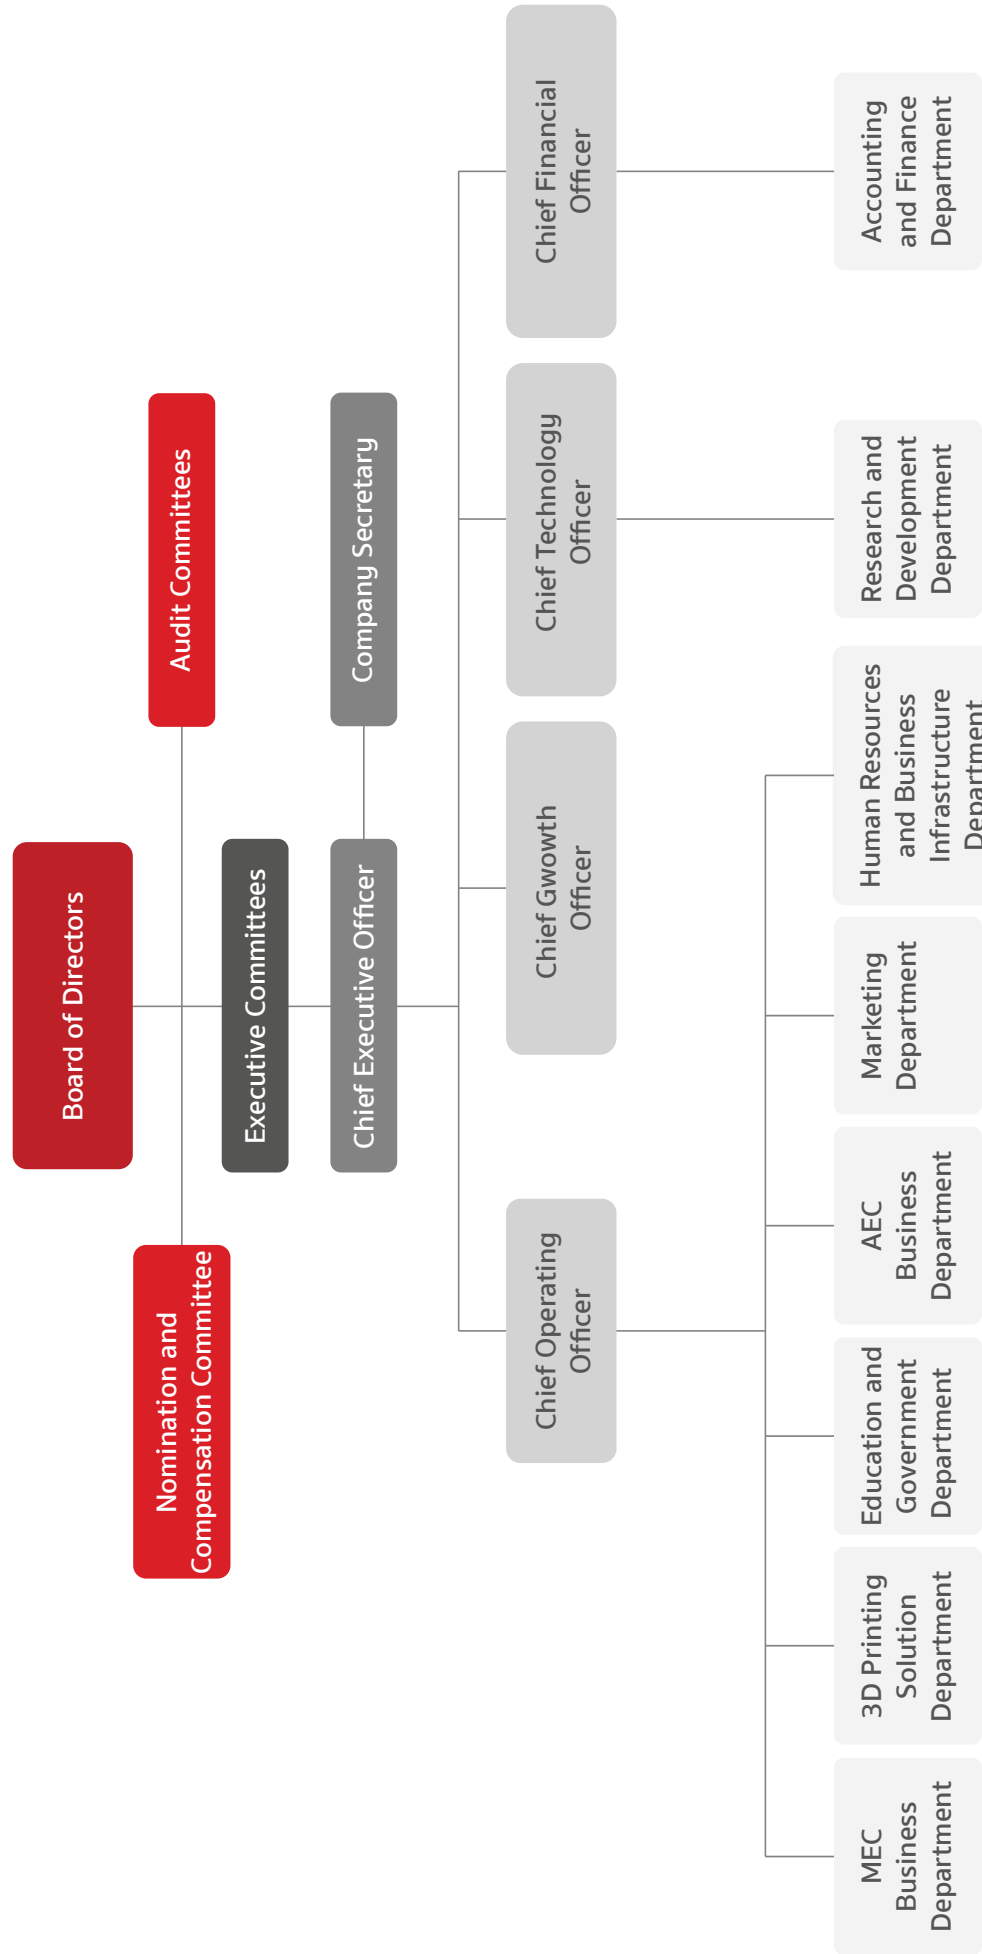 Board of Directors
Nomination and
Compensation Committee
Audit Committees
Executive Committees
Chief Executive Officer
Company Secretary
Chief Operating
Officer
Chief Gwowth
Officer
Chief Technology
Officer
Chief Financial
Officer
MEC
Business
Department
3D Printing
Solution
Department
Education and
Government
Department
AEC
Business
Department
Marketing
Department
Human Resources
and Business
Infrastructure
Department
Research and
Development
Department
Accounting
and Finance
Department